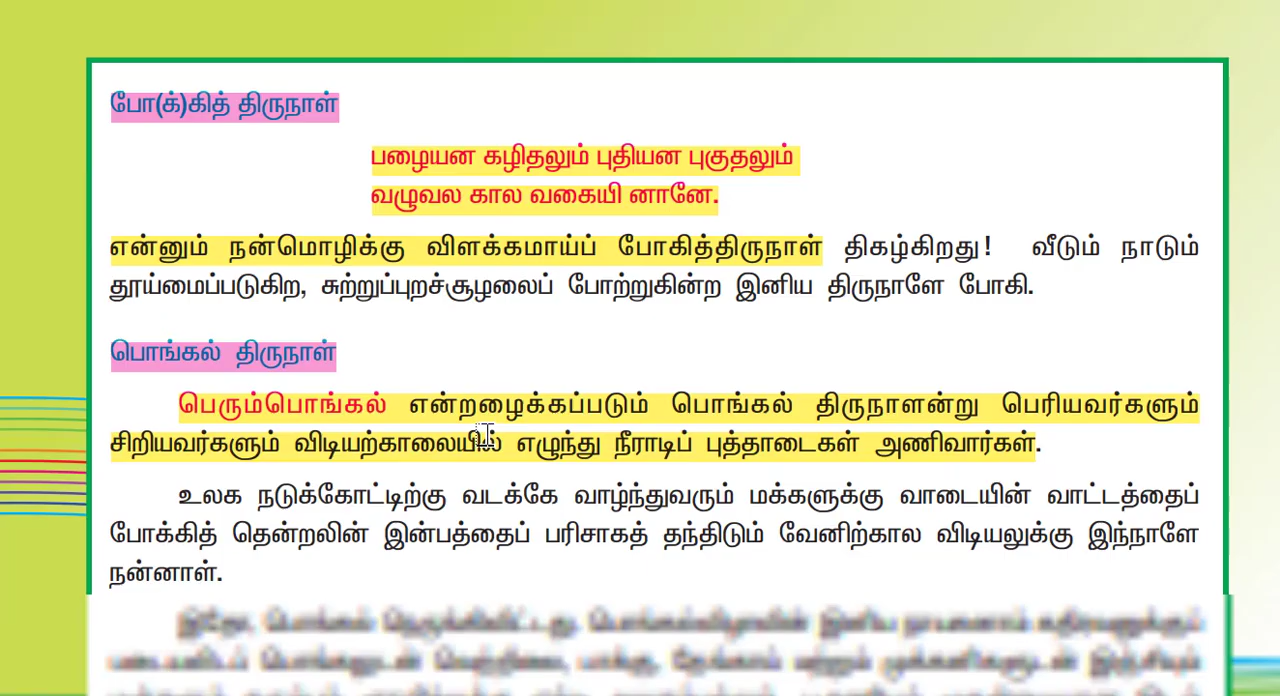 போ(க்)கித் திருநாள்
பழையன கழிதலும் புதியன புகுதலும்
வழுவல கால வகையி னானே.
என்னும் நன்மொழிக்கு விளக்கமாய்ப் போகித்திருநாள் திகழ்கிறது! வீடும் நாடும்
தூய்மைப்படுகிற, சுற்றுப்புறச்சூழலைப் போற்றுகின்ற இனிய திருநாளே போகி.
பொங்கல் திருநாள்
பெரும்பொங்கல் என்றழைக்கப்படும் பொங்கல் திருநாளன்று பெரியவர்களும்
சிறியவர்களும் விடியற்காலையில் எழுந்து நீராடிப் புத்தாடைகள் அணிவார்கள்.
உலக நடுக்கோட்டிற்கு வடக்கே வாழ்ந்துவரும் மக்களுக்கு வாடையின் வாட்டத்தைப்
போக்கித் தென்றலின் இன்பத்தைப் பரிசாகத் தந்திடும் வேனிற்கால விடியலுக்கு இந்நாளே
நன்னாள்.